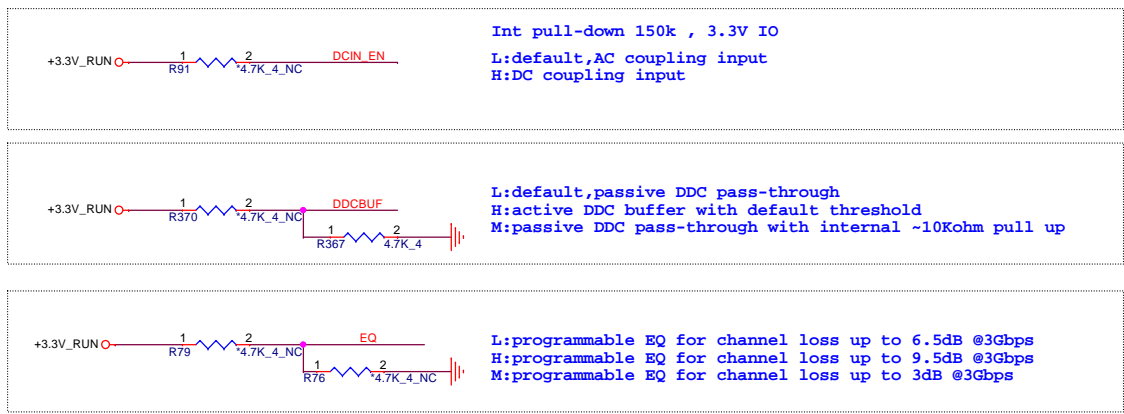 Int pull-down 150k , 3.3V IO
+3.3V_RUN 1 2 DCIN_EN
R91 *4.7K_4_NC
L:default,AC coupling input
H:DC coupling input
+3.3V_RUN 1 2 DDCBUF
R370 *4.7K_4_NC
1 2
R367 4.7K_4
L:default,passive DDC pass-through
H:active DDC buffer with default threshold
M:passive DDC pass-through with internal ~10Kohm pull up
+3.3V_RUN 1 2 EQ
R79 *4.7K_4_NC
1 2
R76 *4.7K_4_NC
L:programmable EQ for channel loss up to 6.5dB @3Gbps
H:programmable EQ for channel loss up to 9.5dB @3Gbps
M:programmable EQ for channel loss up to 3dB @3Gbps